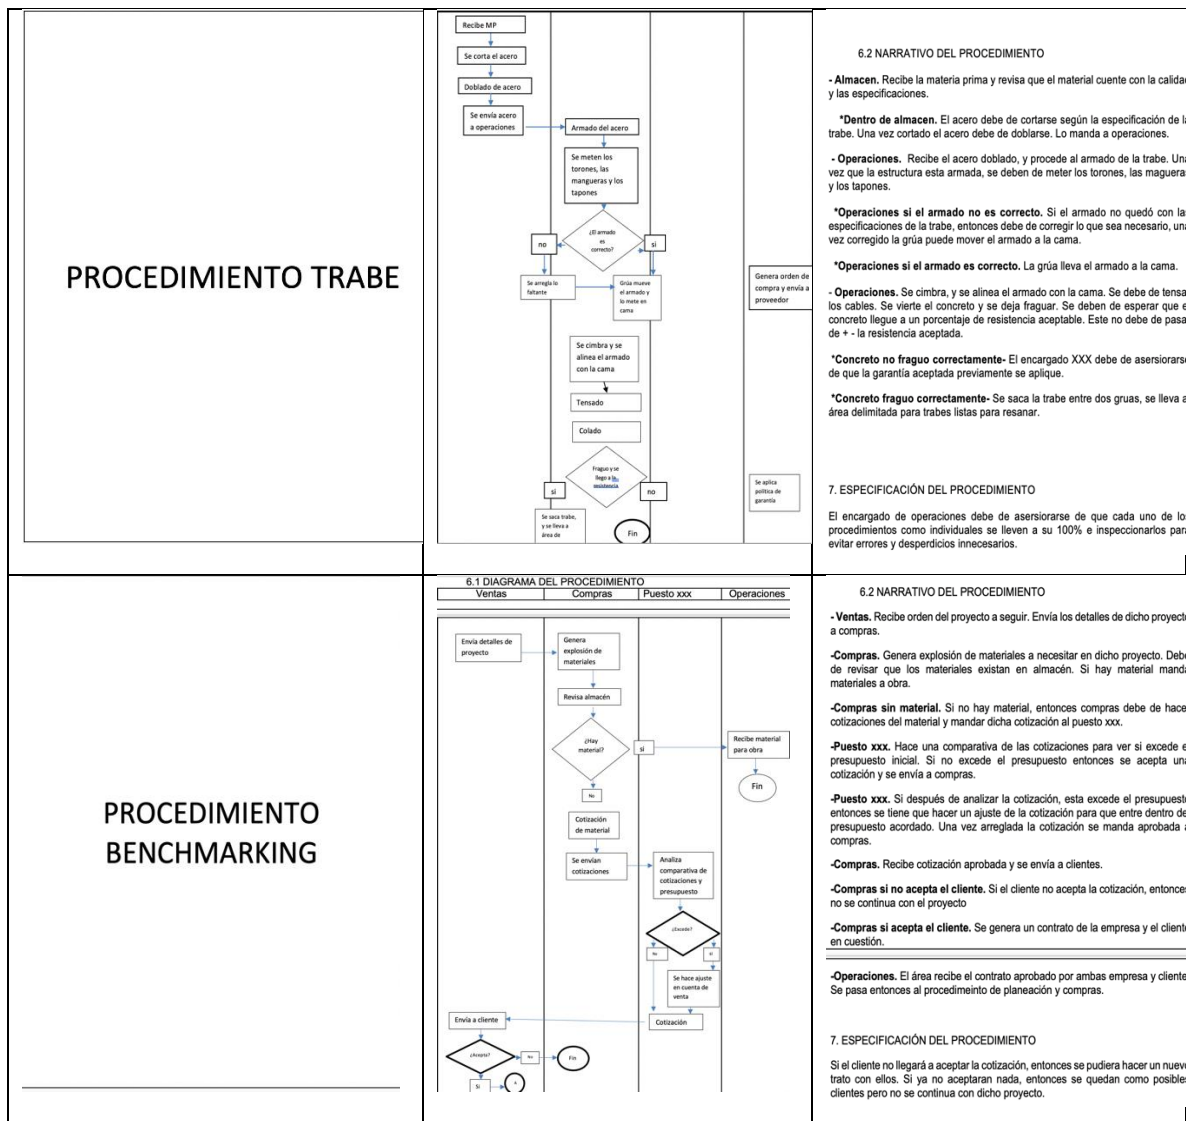 PROCEDIMIENTO TRABE
Recibe MP
Se corta el acero
Doblado de acero
Se envía acero
a operaciones
Armado del acero
Se meten los
torones, las
mangueras y los
tapones
¿El armado
es
correcto?
no
si
Se arregla lo
faltante
Grúa mueve
el armado y
lo mete en
cama
Genera orden de
compra y envía a
proveedor
Se cimbra y se
alinea el armado
con la cama
Tensado
Colado
Fraguo y se
llego a la
resistencia
si
no
Se aplica
política de
garantía
Se saca trabe,
y se lleva a
área de
Fin
6.2 NARRATIVO DEL PROCEDIMIENTO
- Almacen. Recibe la materia prima y revisa que el material cuente con la calidad
y las especificaciones.
*Dentro de almacen. El acero debe de cortarse según la especificación de la
trabe. Una vez cortado el acero debe de doblarse. Lo manda a operaciones.
- Operaciones. Recibe el acero doblado, y procede al armado de la trabe. Una
vez que la estructura esta armada, se deben de meter los torones, las magueras
y los tapones.
*Operaciones si el armado no es correcto. Si el armado no quedó con las
especificaciones de la trabe, entonces debe de corregir lo que sea necesario, una
vez corregido la grúa puede mover el armado a la cama.
*Operaciones si el armado es correcto. La grúa lleva el armado a la cama.
- Operaciones. Se cimbra, y se alinea el armado con la cama. Se debe de tensa
los cables. Se vierte el concreto y se deja fraguar. Se deben de esperar que e
concreto llegue a un porcentaje de resistencia aceptable. Este no debe de pasa
de + - la resistencia aceptada.
*Concreto no fraguo correctamente- El encargado XXX debe de asersiorarse
de que la garantía aceptada previamente se aplique.
*Concreto fraguo correctamente- Se saca la trabe entre dos gruas, se lleva a
área delimitada para trabes listas para resanar.
7. ESPECIFICACIÓN DEL PROCEDIMIENTO
El encargado de operaciones debe de asersiorarse de que cada uno de los
procedimientos como individuales se lleven a su 100% e inspeccionarlos para
evitar errores y desperdicios innecesarios.
PROCEDIMIENTO
BENCHMARKING
6.1 DIAGRAMA DEL PROCEDIMIENTO
Ventas Compras Puesto xxx Operaciones
Envía detalles de
proyecto
Genera
explosión de
materiales
Revisa almacén
¿Hay
material?
si
Recibe material
para obra
Fin
No
Cotización
de material
Se envían
cotizaciones
Analiza
comparativa de
cotizaciones y
presupuesto
¿Excede?
No
Sí
Se hace ajuste
en cuenta de
venta
Cotización
Envía a cliente
¿Acepta?
No
Fin
Si
A
6.2 NARRATIVO DEL PROCEDIMIENTO
- Ventas. Recibe orden del proyecto a seguir. Envía los detalles de dicho proyecto
a compras.
-Compras. Genera explosión de materiales a necesitar en dicho proyecto. Debe
de revisar que los materiales existan en almacén. Si hay material manda
materiales a obra.
-Compras sin material. Si no hay material, entonces compras debe de hacer
cotizaciones del material y mandar dicha cotización al puesto xxx.
-Puesto xxx. Hace una comparativa de las cotizaciones para ver si excede e
presupuesto inicial. Si no excede el presupuesto entonces se acepta una
cotización y se envía a compras.
-Puesto xxx. Si después de analizar la cotización, esta excede el presupuesto
entonces se tiene que hacer un ajuste de la cotización para que entre dentro de
presupuesto acordado. Una vez arreglada la cotización se manda aprobada a
compras.
-Compras. Recibe cotización aprobada y se envía a clientes.
-Compras si no acepta el cliente. Si el cliente no acepta la cotización, entonces
no se continua con el proyecto
-Compras si acepta el cliente. Se genera un contrato de la empresa y el cliente
en cuestión.
-Operaciones. El área recibe el contrato aprobado por ambas empresa y cliente
Se pasa entonces al procedimeinto de planeación y compras.
7. ESPECIFICACIÓN DEL PROCEDIMIENTO
Si el cliente no llegará a aceptar la cotización, entonces se pudiera hacer un nuevo
trato con ellos. Si ya no aceptaran nada, entonces se quedan como posibles
clientes pero no se continua con dicho proyecto.